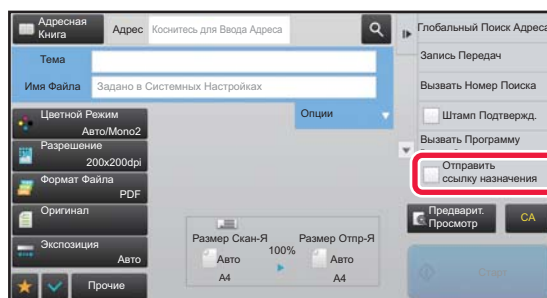 Адресная
Книга
Адрес
Коснитесь для Ввода Адреса
Тема
Имя Файла
Задано в Системных Настройках
Цветной Режим
Авто/Mono2
Опции
Разрешение
200x200dpi
Формат Файла
PDF
Оригинал
Экспозиция
Авто
Прочие
Размер Скан-Я
100%
Размер Отпр-Я
Авто
Авто
A4
A4
Глобальный Поиск Адреса
Запись Передач
Вызвать Номер Поиска
Штамп Подтвержд.
Вызвать Программу
Отправить
ссылку назначения
Предварит.
Просмотр
CA
Старт